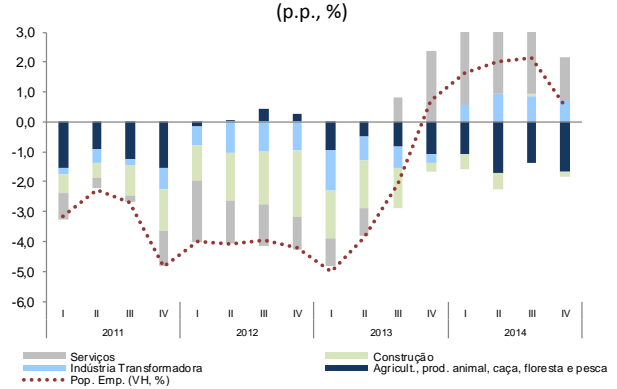 (p.p., %)
3,0
2,0
1,0
0,0
-1,0
-2,0
-3,0
-4,0
-5,0
-6,0
I II III IV I II III IV I II III IV I II III IV
2011 2012 2013 2014
Serviços Construção
Indústria Transformadora Agricult., prod. animal, caça, floresta e pesca
Pop. Emp. (VH, %)